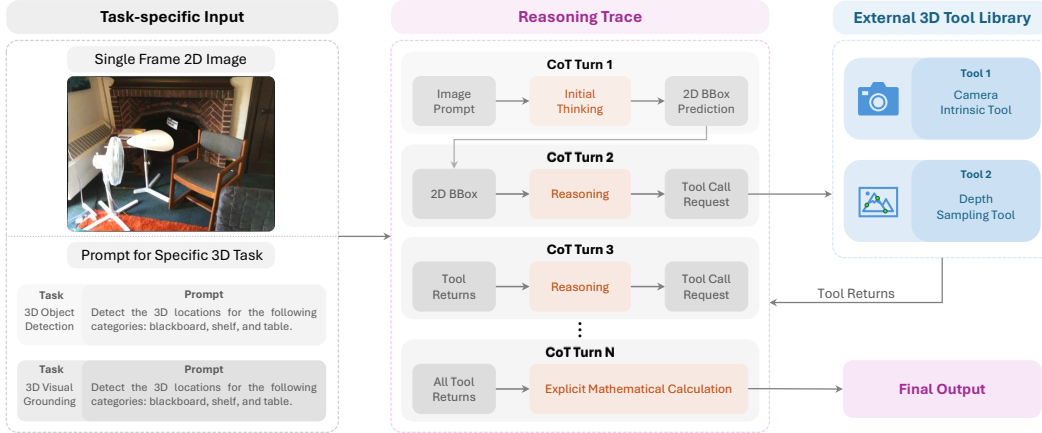 Task-specific Input
Single Frame 2D Image
Prompt for Specific 3D Task
Task
Prompt
3D Object
Detection
Detect the 3D locations for the following
categories: blackboard, shelf, and table.
Task
Prompt
3D Visual
Grounding
Detect the 3D locations for the following
categories: blackboard, shelf, and table.
Reasoning Trace
CoT Turn 1
Image
Prompt
Initial
Thinking
2D BBox
Prediction
CoT Turn 2
2D BBox
Reasoning
Tool Call
Request
CoT Turn 3
Tool
Returns
Reasoning
Tool Call
Request
CoT Turn N
All Tool
Returns
Explicit Mathematical Calculation
External 3D Tool Library
Tool 1
Camera
Intrinsic Tool
Tool 2
Depth
Sampling Tool
Tool Returns
Final Output